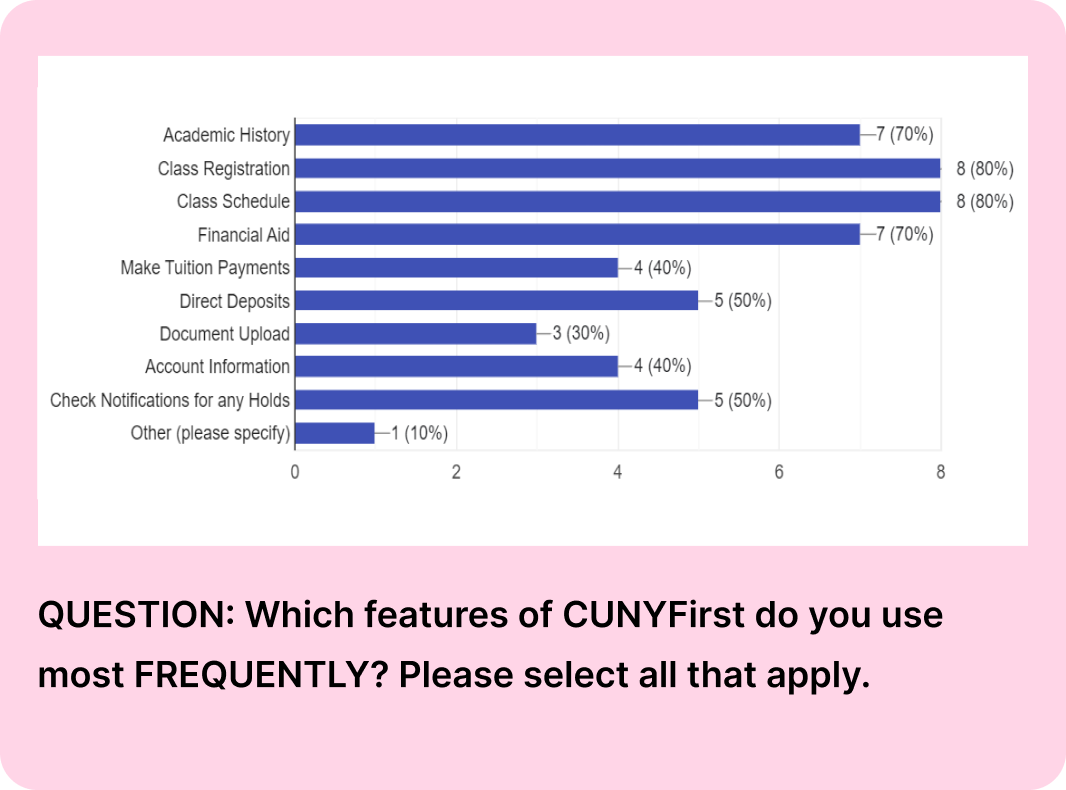 Academic History 7 (70%)
Class Registration 8 (80%)
Class Schedule 8 (80%)
Financial Aid 7 (70%)
Make Tuition Payments 4 (40%)
Direct Deposits 5 (50%)
Document Upload 3 (30%)
Account Information 4 (40%)
Check Notifications for any Holds 5 (50%)
Other (please specify) 1 (10%)
0 2 4 6 8
QUESTION: Which features of CUNYFirst do you use
most FREQUENTLY? Please select all that apply.